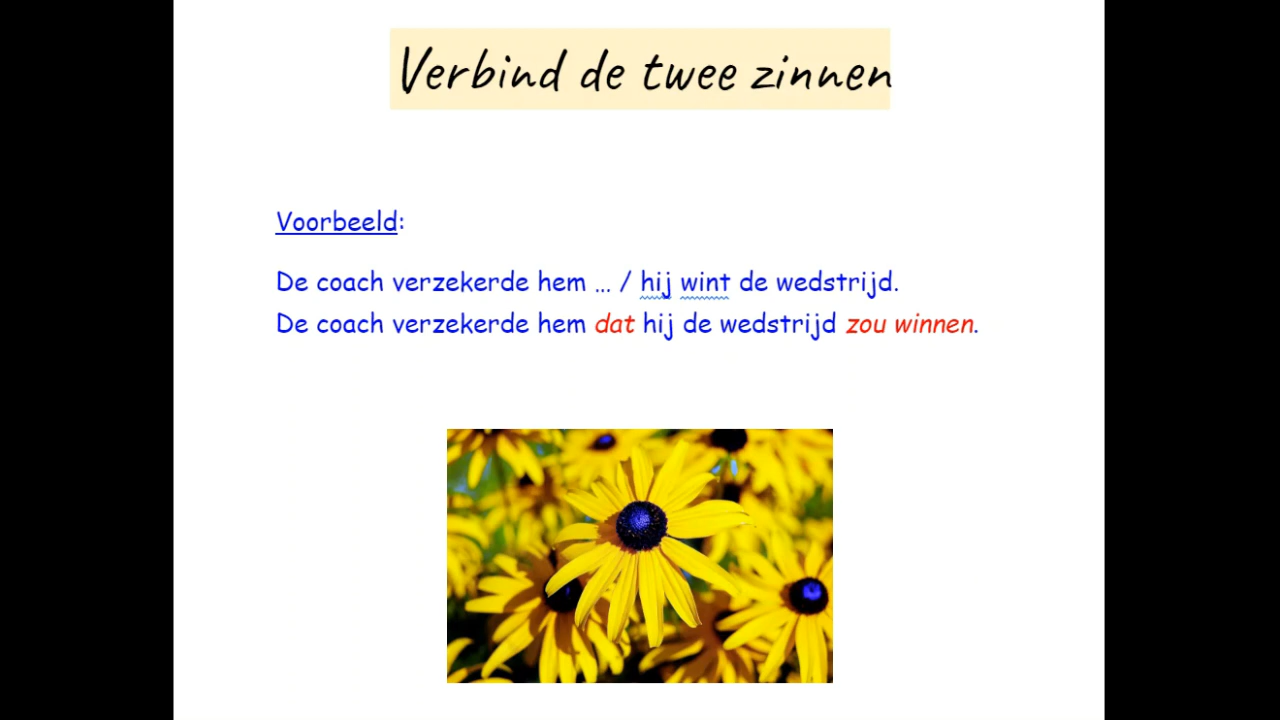 Verbind de twee zinnen
Voorbeeld:
De coach verzekerde hem ... / hij wint de wedstrijd.
De coach verzekerde hem dat hij de wedstrijd zou winnen.